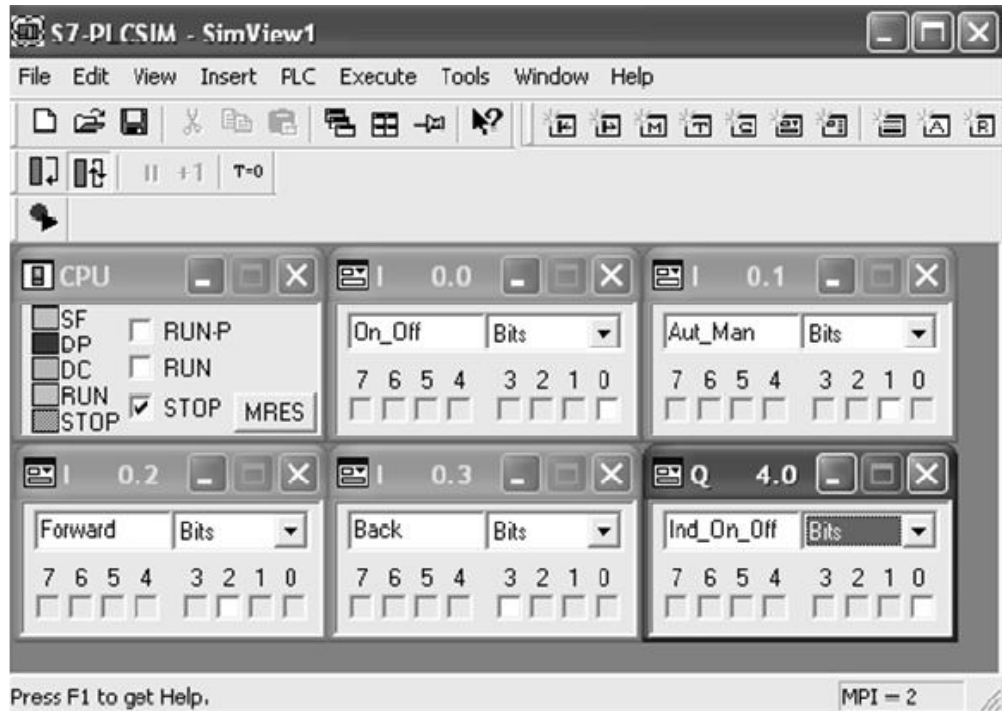 S7-PLCSIM - SimView1
File Edit View Insert PLC Execute Tools Window Help
+1 T=0
CPU
SF
DP
DC
RUN
STOP
RUN-P
RUN
STOP
MRES
I 0.0
On_Off Bits
7 6 5 4 3 2 1 0
I 0.1
Aut_Man Bits
7 6 5 4 3 2 1 0
I 0.2
Forward Bits
7 6 5 4 3 2 1 0
I 0.3
Back Bits
7 6 5 4 3 2 1 0
Q 4.0
Ind_On_Off Bits
7 6 5 4 3 2 1 0
Press F1 to get Help.
MPI = 2